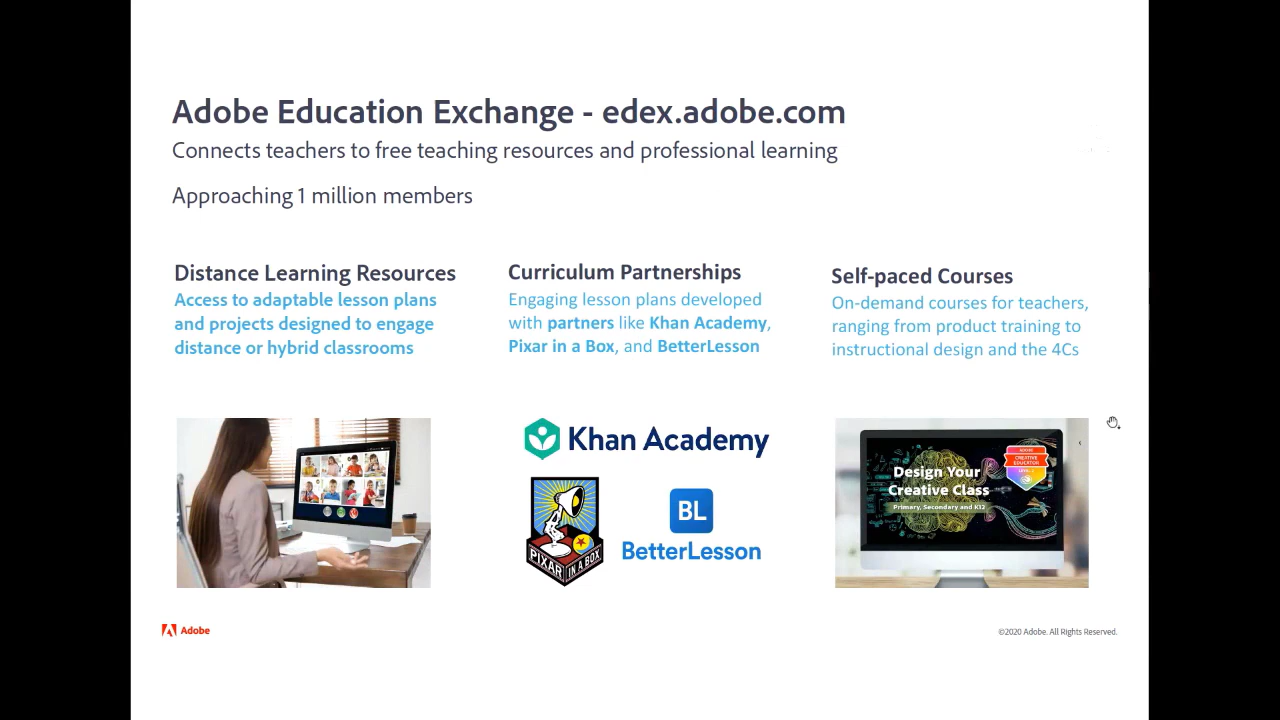 Adobe Education Exchange - edex.adobe.com
Connects teachers to free teaching resources and professional learning
Approaching 1 million members
Distance Learning Resources
Access to adaptable lesson plans
and projects designed to engage
distance or hybrid classrooms
Curriculum Partnerships
Engaging lesson plans developed
with partners like Khan Academy,
Pixar in a Box, and BetterLesson
Self-paced Courses
On-demand courses for teachers,
ranging from product training to
instructional design and the 4Cs
Khan Academy
PIXAR IN A BOX
BL
BetterLesson
Design Your
Creative Class
Primary, Secondary and K12
ADOBE
CREATIVE
EDUCATOR
Adobe
©2020 Adobe. All Rights Reserved.